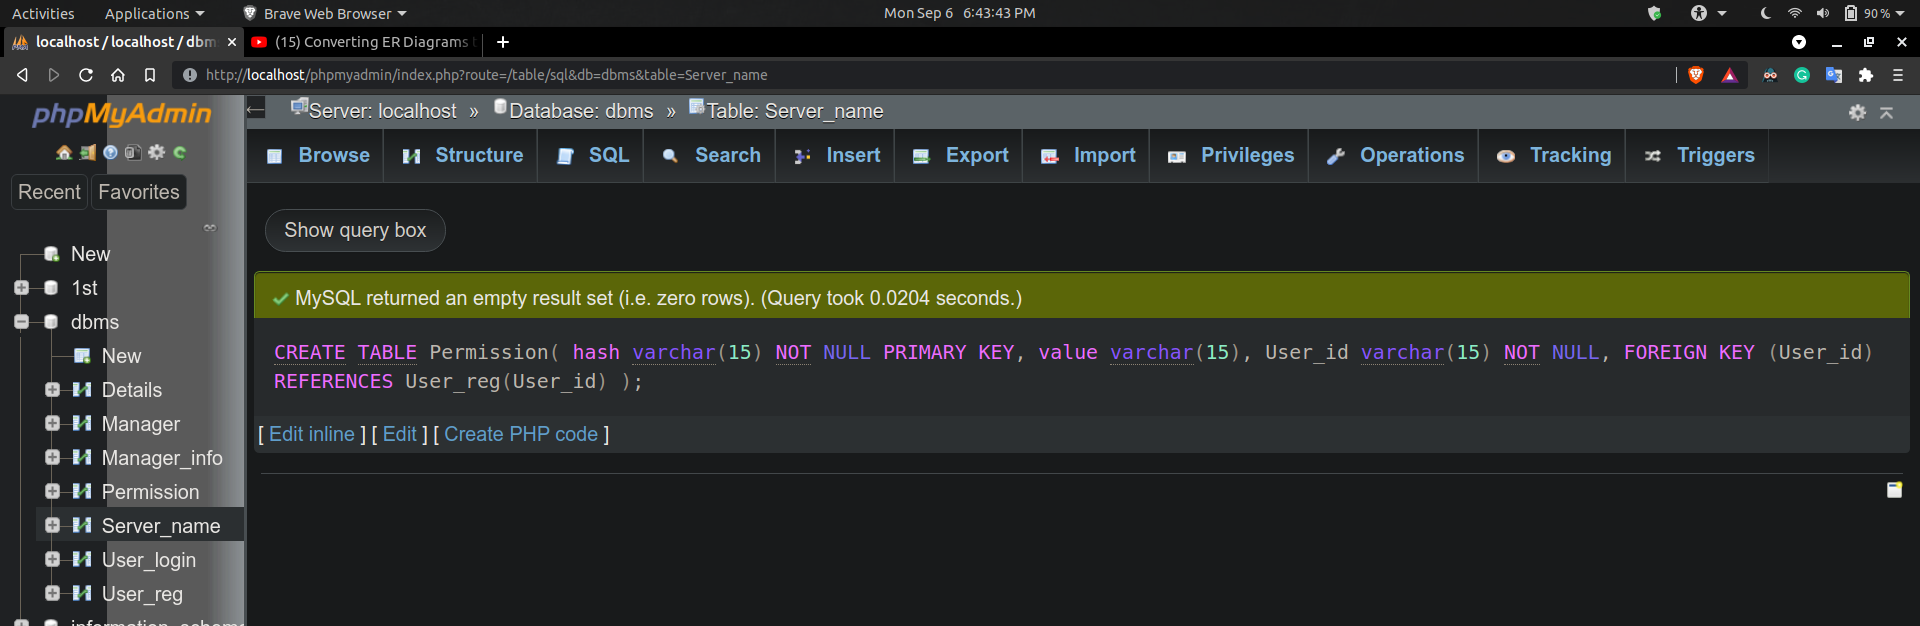 Activities Applications Brave Web Browser Mon Sep 6 6:43:43 PM 90 %
localhost / localhost / dbm (15) Converting ER Diagrams t
http://localhost/phpmyadmin/index.php?route=/table/sql&db=dbms&table=Server_name
phpMyAdmin
Server: localhost » Database: dbms » Table: Server_name
Browse Structure SQL Search Insert Export Import Privileges Operations Tracking Triggers
Recent Favorites
Show query box
New
1st
dbms
New
Details
Manager
Manager_info
Permission
Server_name
User_login
User_reg
information_schema
MySQL returned an empty result set (i.e. zero rows). (Query took 0.0204 seconds.)
CREATE TABLE Permission( hash varchar(15) NOT NULL PRIMARY KEY, value varchar(15), User_id varchar(15) NOT NULL, FOREIGN KEY (User_id)
REFERENCES User_reg(User_id) );
[ Edit inline ] [ Edit ] [ Create PHP code ]